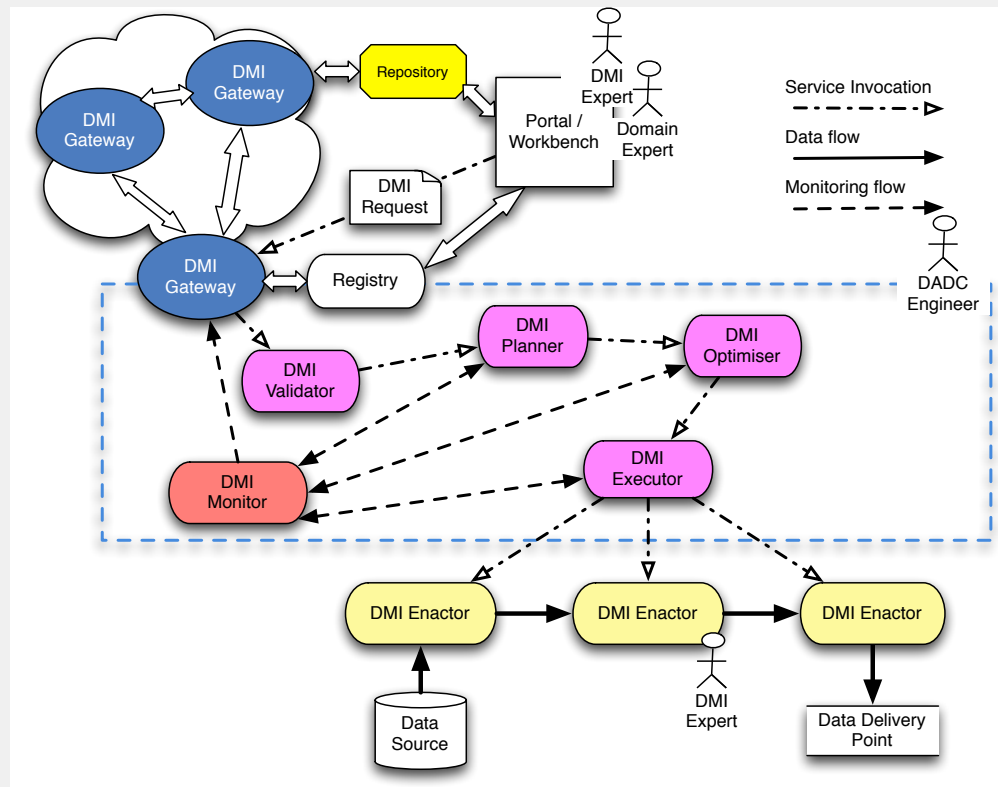 DMI
Gateway
Repository
DMI
Expert
DMI
Gateway
Portal /
Workbench
Domain
Expert
Service Invocation
Data flow
Monitoring flow
DMI
Request
DMI
Gateway
Registry
DADC
Engineer
DMI
Validator
DMI
Planner
DMI
Optimiser
DMI
Monitor
DMI
Executor
DMI Enactor
DMI Enactor
DMI Enactor
DMI
Expert
Data
Source
Data Delivery
Point